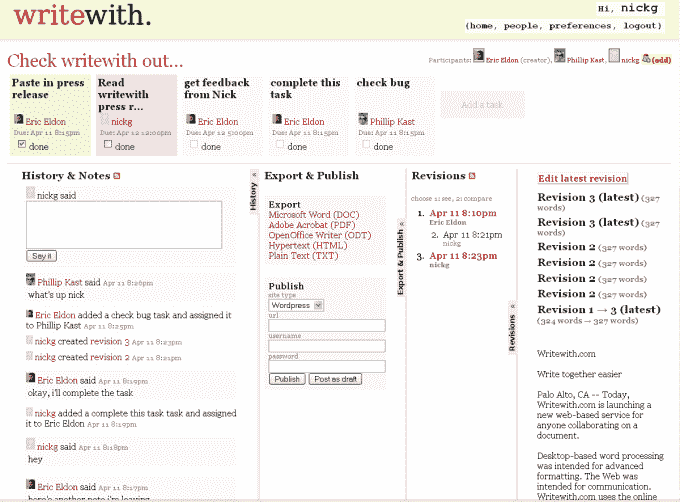 writewith.
Hi, nickg
(home, people, preferences, logout)
Check writewith out...
Participants: Eric Eldon (creator), Phillip Kast, nickg (add)
Paste in press release
Eric Eldon
Due: Apr 11 8:15pm
done
Read writewith press r...
nickg
Due: Apr 12 12:00pm
done
get feedback from Nick
Eric Eldon
Due: Apr 12 5:00pm
done
complete this task
Eric Eldon
Due: Apr 11 8:15pm
done
check bug
Phillip Kast
Due: Apr 11 8:15pm
done
Add a task
History & Notes
nickg said
Say it
Phillip Kast said Apr 11 8:26pm
what's up nick
Eric Eldon added a check bug task and assigned
it to Phillip Kast Apr 11 8:25pm
nickg created revision 3 Apr 11 8:23pm
nickg created revision 2 Apr 11 8:21pm
Eric Eldon said Apr 11 8:19pm
okay, i'll complete the task
nickg added a complete this task task and assigned
it to Eric Eldon Apr 11 8:19pm
nickg said Apr 11 8:18pm
hey
Eric Eldon said Apr 11 8:17pm
here's another note i'm leaving
History «
Export & Publish
Export
Microsoft Word (DOC)
Adobe Acrobat (PDF)
OpenOffice Writer (ODT)
Hypertext (HTML)
Plain Text (TXT)
Publish
site type
Wordpress
url
username
password
Publish
Post as draft
Export & Publish «
Revisions
choose 1: see, 2: compare
1. Apr 11 8:10pm
Eric Eldon
2. Apr 11 8:21pm
nickg
3. Apr 11 8:23pm
nickg
Revisions «
Edit latest revision
Revision 3 (latest) (327
words)
Revision 3 (latest) (327
words)
Revision 2 (327 words)
Revision 2 (327 words)
Revision 2 (327 words)
Revision 1 → 3 (latest)
(324 words → 327 words)
Writewith.com
Write together easier
Palo Alto, CA -- Today,
Writewith.com is launching a
new web-based service for
anyone collaborating on a
document.
Desktop-based word processing
was intended for advanced
formatting. The Web was
intended for communication.
Writewith.com uses the online